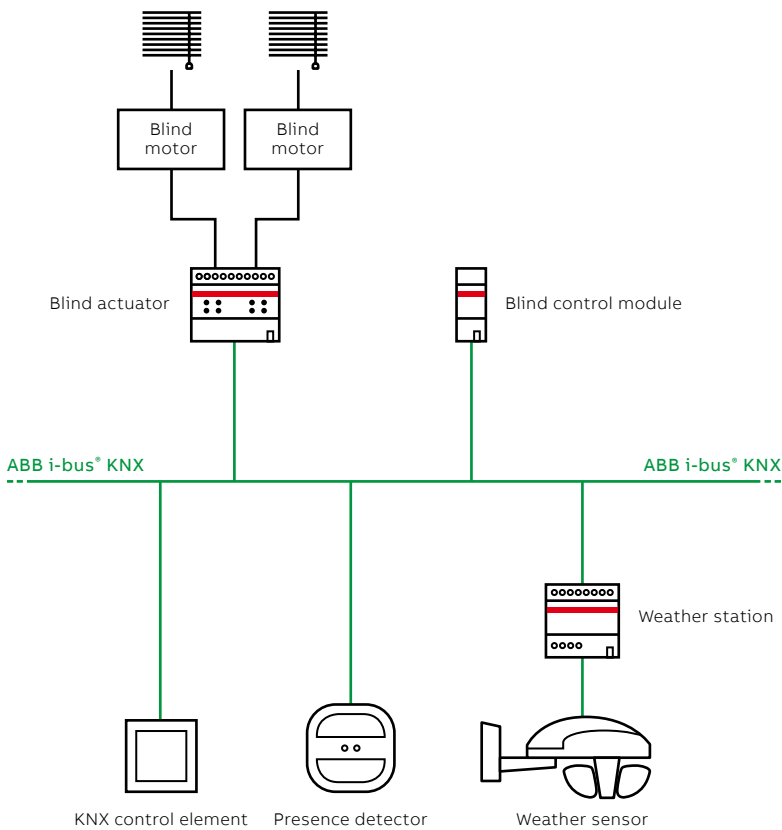 Blind
motor
Blind
motor
Blind actuator
Blind control module
ABB i-bus® KNX
ABB i-bus® KNX
Weather station
KNX control element
Presence detector
Weather sensor